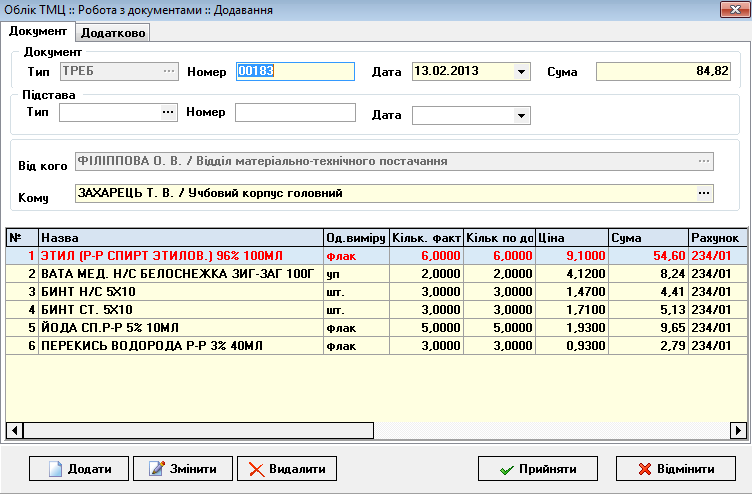 Облік ТМЦ :: Робота з документами :: Додавання
Документ Додатково
Документ
Тип ТРЕБ ... Номер 00183 Дата 13.02.2013 Сума 84,82
Підстава
Тип ... Номер Дата
Від кого ФІЛІППОВА О. В. / Відділ матеріально-технічного постачання ...
Кому ЗАХАРЕЦЬ Т. В. / Учбовий корпус головний ...
№ Назва Од.виміру Кільк. факт Кільк по до Ціна Сума Рахунок
1 ЭТИЛ (Р-Р СПИРТ ЭТИЛОВ.) 96% 100МЛ флак 6,0000 6,0000 9,1000 54,60 234/01
2 ВАТА МЕД. Н/С БЕЛОСНЕЖКА ЗИГ-ЗАГ 100Г уп 2,0000 2,0000 4,1200 8,24 234/01
3 БИНТ Н/С 5Х10 шт. 3,0000 3,0000 1,4700 4,41 234/01
4 БИНТ СТ. 5Х10 шт. 3,0000 3,0000 1,7100 5,13 234/01
5 ЙОДА СП.Р-Р 5% 10МЛ флак 5,0000 5,0000 1,9300 9,65 234/01
6 ПЕРЕКИСЬ ВОДОРОДА Р-Р 3% 40МЛ флак 3,0000 3,0000 0,9300 2,79 234/01
Додати Змінити Видалити Прийняти Відмінити